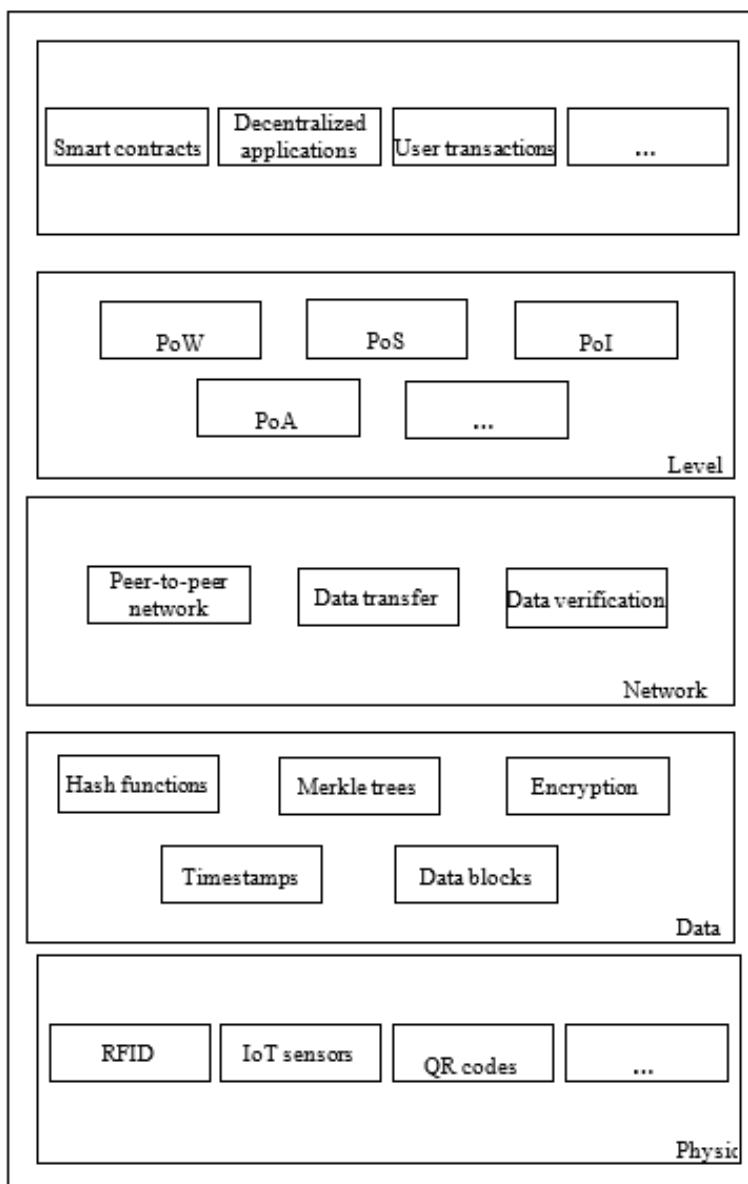 Smart contracts
Decentralized
applications
User transactions
...
PoW
PoS
PoI
PoA
...
Level
Peer-to-peer
network
Data transfer
Data verification
Network
Hash functions
Merkle trees
Encryption
Timestamps
Data blocks
Data
RFID
IoT sensors
QR codes
...
Physic